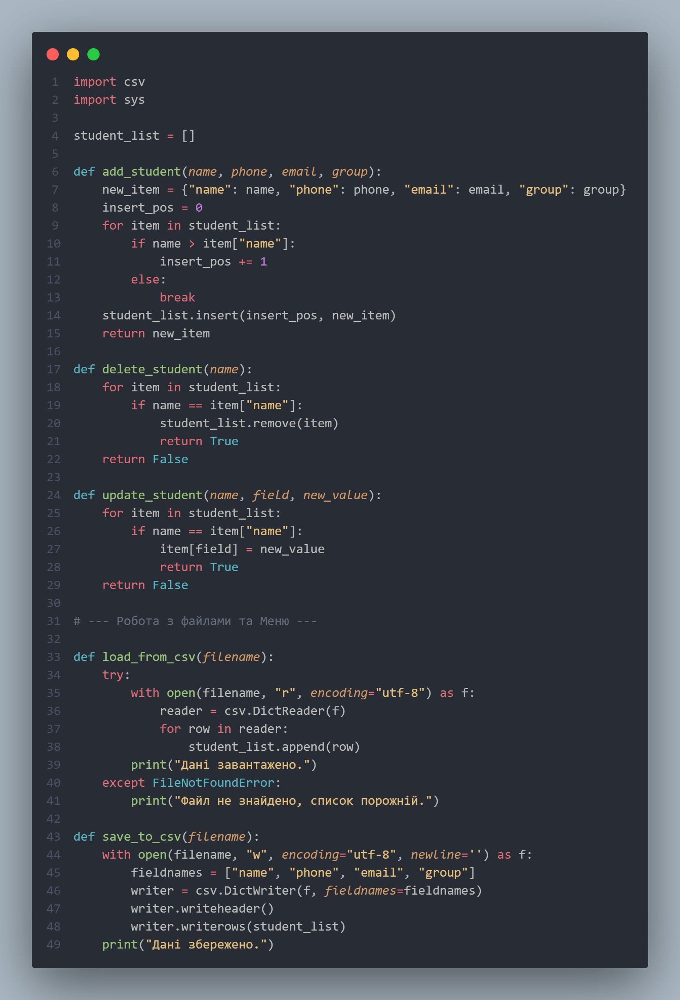 1 import csv
2 import sys
3
4 student_list = []
5
6 def add_student(name, phone, email, group):
7     new_item = {"name": name, "phone": phone, "email": email, "group": group}
8     insert_pos = 0
9     for item in student_list:
10         if name > item["name"]:
11             insert_pos += 1
12         else:
13             break
14     student_list.insert(insert_pos, new_item)
15     return new_item
16
17 def delete_student(name):
18     for item in student_list:
19         if name == item["name"]:
20             student_list.remove(item)
21             return True
22     return False
23
24 def update_student(name, field, new_value):
25     for item in student_list:
26         if name == item["name"]:
27             item[field] = new_value
28             return True
29     return False
30
31 # --- Робота з файлами та Меню ---
32
33 def load_from_csv(filename):
34     try:
35         with open(filename, "r", encoding="utf-8") as f:
36             reader = csv.DictReader(f)
37             for row in reader:
38                 student_list.append(row)
39         print("Дані завантажено.")
40     except FileNotFoundError:
41         print("Файл не знайдено, список порожній.")
42
43 def save_to_csv(filename):
44     with open(filename, "w", encoding="utf-8", newline='') as f:
45         fieldnames = ["name", "phone", "email", "group"]
46         writer = csv.DictWriter(f, fieldnames=fieldnames)
47         writer.writeheader()
48         writer.writerows(student_list)
49     print("Дані збережено.")